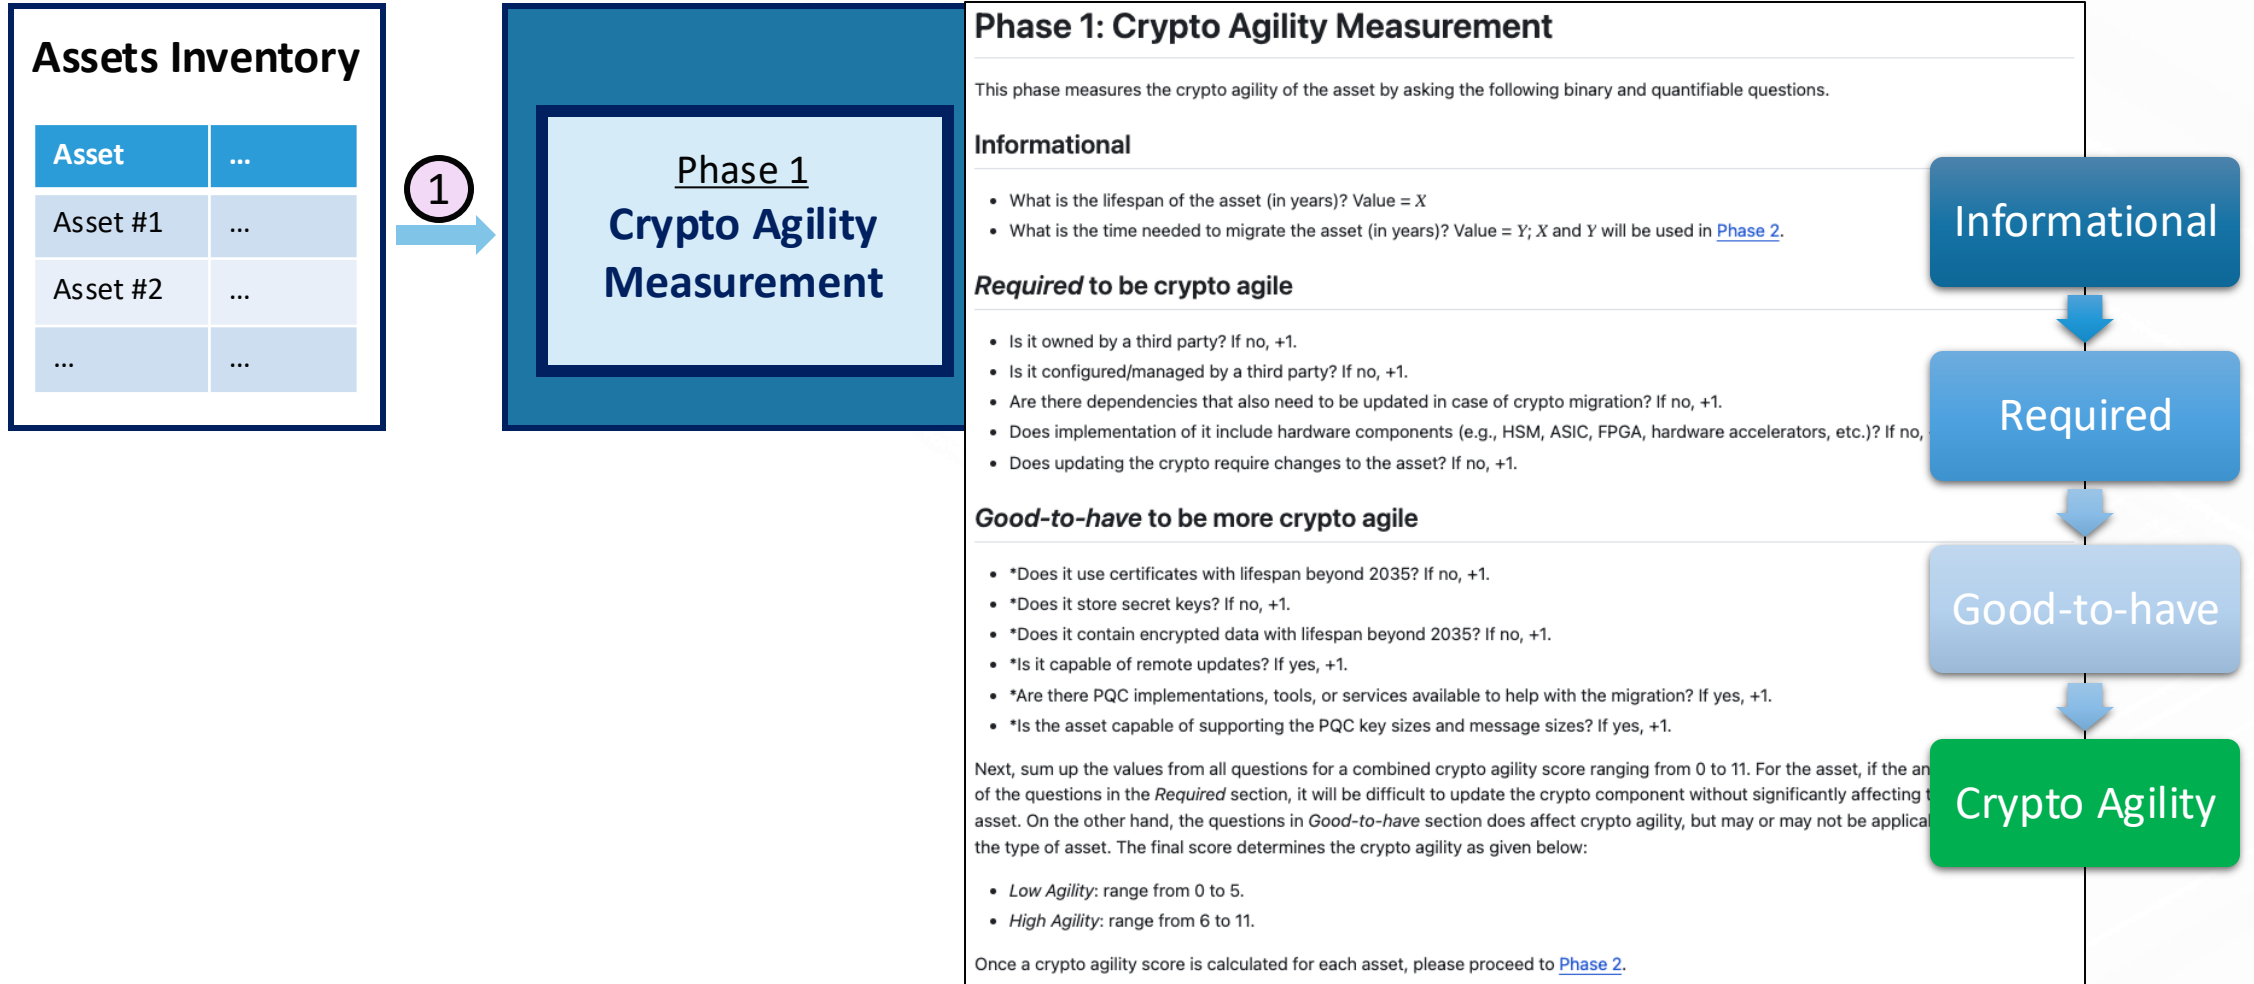 Assets Inventory
Asset ...
Asset #1 ...
Asset #2 ...
... ...
1
Phase 1
Crypto Agility
Measurement
Phase 1: Crypto Agility Measurement
This phase measures the crypto agility of the asset by asking the following binary and quantifiable questions.
Informational
• What is the lifespan of the asset (in years)? Value = X
• What is the time needed to migrate the asset (in years)? Value = Y; X and Y will be used in Phase 2.
Required to be crypto agile
• Is it owned by a third party? If no, +1.
• Is it configured/managed by a third party? If no, +1.
• Are there dependencies that also need to be updated in case of crypto migration? If no, +1.
• Does implementation of it include hardware components (e.g., HSM, ASIC, FPGA, hardware accelerators, etc.)? If no,
• Does updating the crypto require changes to the asset? If no, +1.
Good-to-have to be more crypto agile
• *Does it use certificates with lifespan beyond 2035? If no, +1.
• *Does it store secret keys? If no, +1.
• *Does it contain encrypted data with lifespan beyond 2035? If no, +1.
• *Is it capable of remote updates? If yes, +1.
• *Are there PQC implementations, tools, or services available to help with the migration? If yes, +1.
• *Is the asset capable of supporting the PQC key sizes and message sizes? If yes, +1.
Next, sum up the values from all questions for a combined crypto agility score ranging from 0 to 11. For the asset, if the
of the questions in the Required section, it will be difficult to update the crypto component without significantly affecting
asset. On the other hand, the questions in Good-to-have section does affect crypto agility, but may or may not be
the type of asset. The final score determines the crypto agility as given below:
• Low Agility: range from 0 to 5.
• High Agility: range from 6 to 11.
Once a crypto agility score is calculated for each asset, please proceed to Phase 2.
Informational
Required
Good-to-have
Crypto Agility